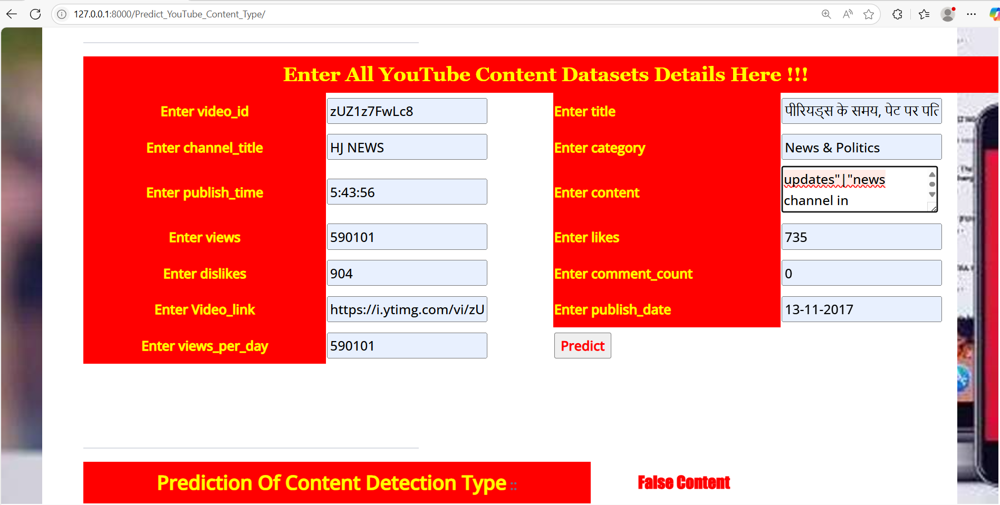 127.0.0.1:8000/Predict_YouTube_Content_Type/
Enter All YouTube Content Datasets Details Here !!!
Enter video_id zUZ1z7FwLc8 Enter title पीरियड्स के समय, पेट पर पति
Enter channel_title HJ NEWS Enter category News & Politics
Enter publish_time 5:43:56 Enter content updates"|"news
channel in
Enter views 590101 Enter likes 735
Enter dislikes 904 Enter comment_count 0
Enter Video_link https://i.ytimg.com/vi/zU Enter publish_date 13-11-2017
Enter views_per_day 590101 Predict
Prediction Of Content Detection Type :: False Content